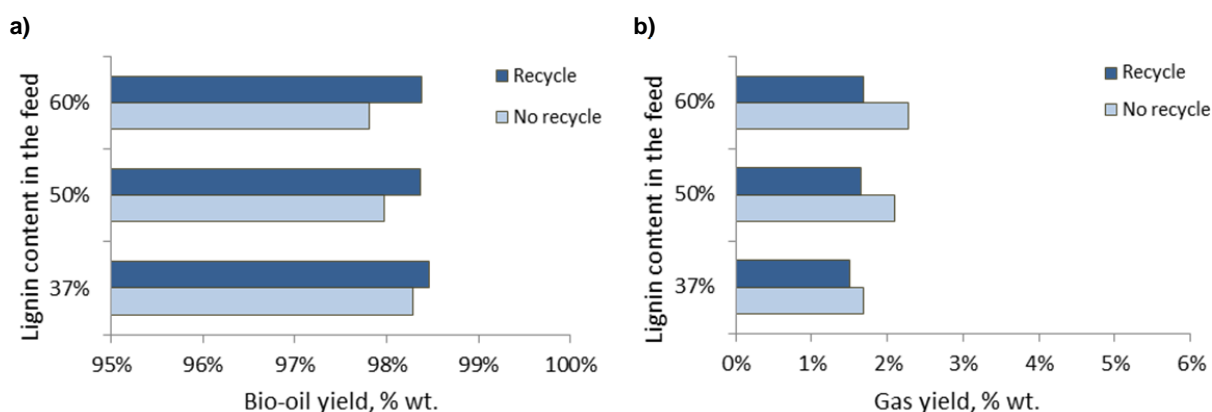 a)
Lignin content in the feed
60%
50%
37%
Recycle
No recycle
95% 96% 97% 98% 99% 100%
Bio-oil yield, % wt.
b)
Lignin content in the feed
60%
50%
37%
Recycle
No recycle
0% 1% 2% 3% 4% 5% 6%
Gas yield, % wt.